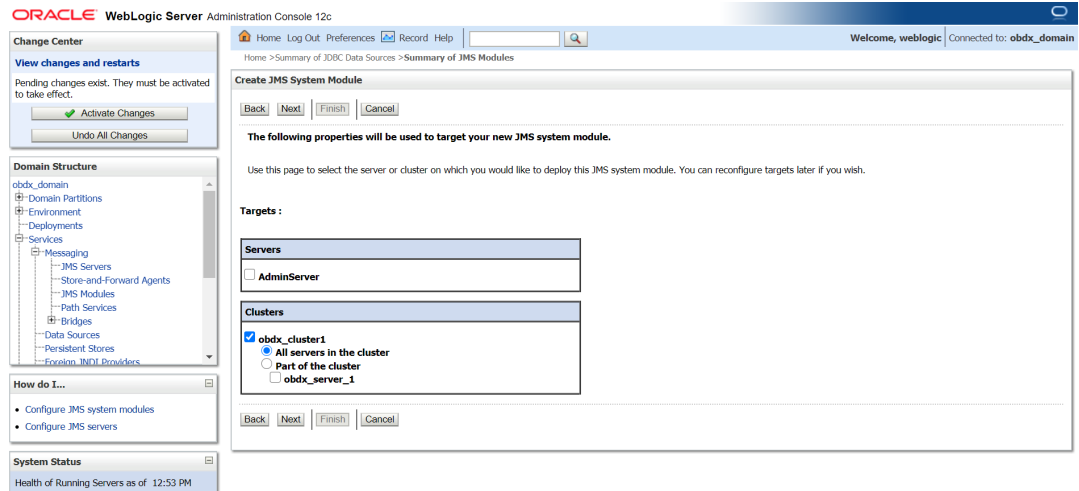 ORACLE WebLogic Server Administration Console 12c
Change Center
View changes and restarts
Pending changes exist. They must be activated
to take effect.
Activate Changes
Undo All Changes
Domain Structure
obdx_domain
Domain Partitions
Environment
Deployments
Services
Messaging
JMS Servers
Store-and-Forward Agents
JMS Modules
Path Services
Bridges
Data Sources
Persistent Stores
Foreign JNDI Providers
How do I...
Configure JMS system modules
Configure JMS servers
System Status
Health of Running Servers as of 12:53 PM
Home Log Out Preferences Record Help
Welcome, weblogic Connected to: obdx_domain
Home >Summary of JDBC Data Sources >Summary of JMS Modules
Create JMS System Module
Back Next Finish Cancel
The following properties will be used to target your new JMS system module.
Use this page to select the server or cluster on which you would like to deploy this JMS system module. You can reconfigure targets later if you wish.
Targets :
Servers
AdminServer
Clusters
obdx_cluster1
All servers in the cluster
Part of the cluster
obdx_server_1
Back Next Finish Cancel